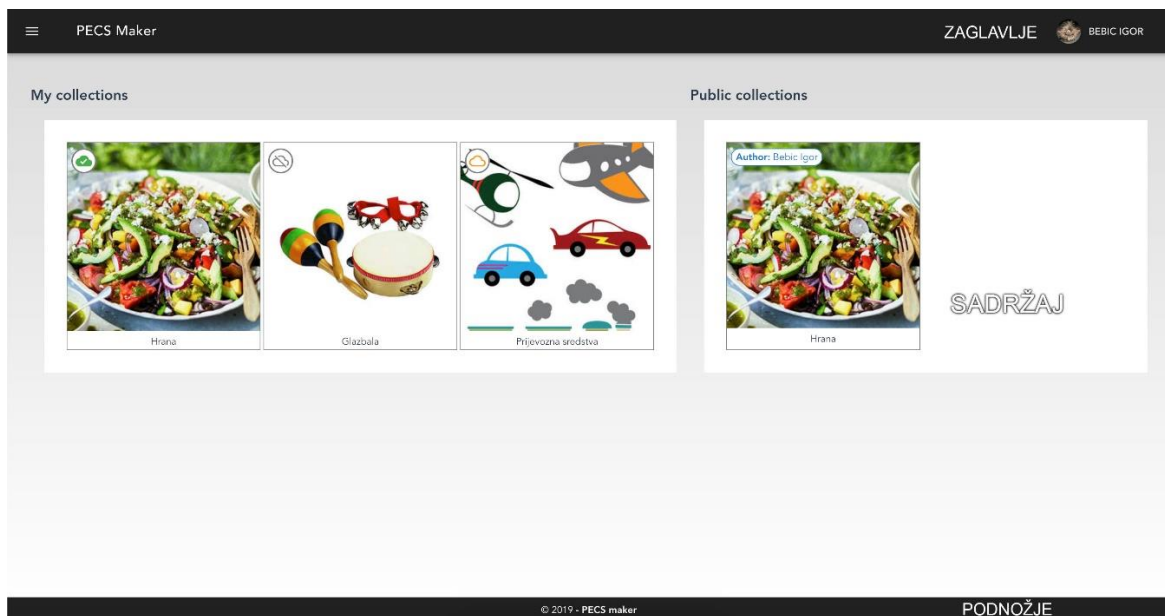 PECS Maker
ZAGLAVLJE
BEBIC IGOR
My collections
Public collections
Hrana
Glazbala
Prijevozna sredstva
Author: Bebic Igor
Hrana
SADRŽAJ
© 2019 - PECS maker
PODNOŽJE